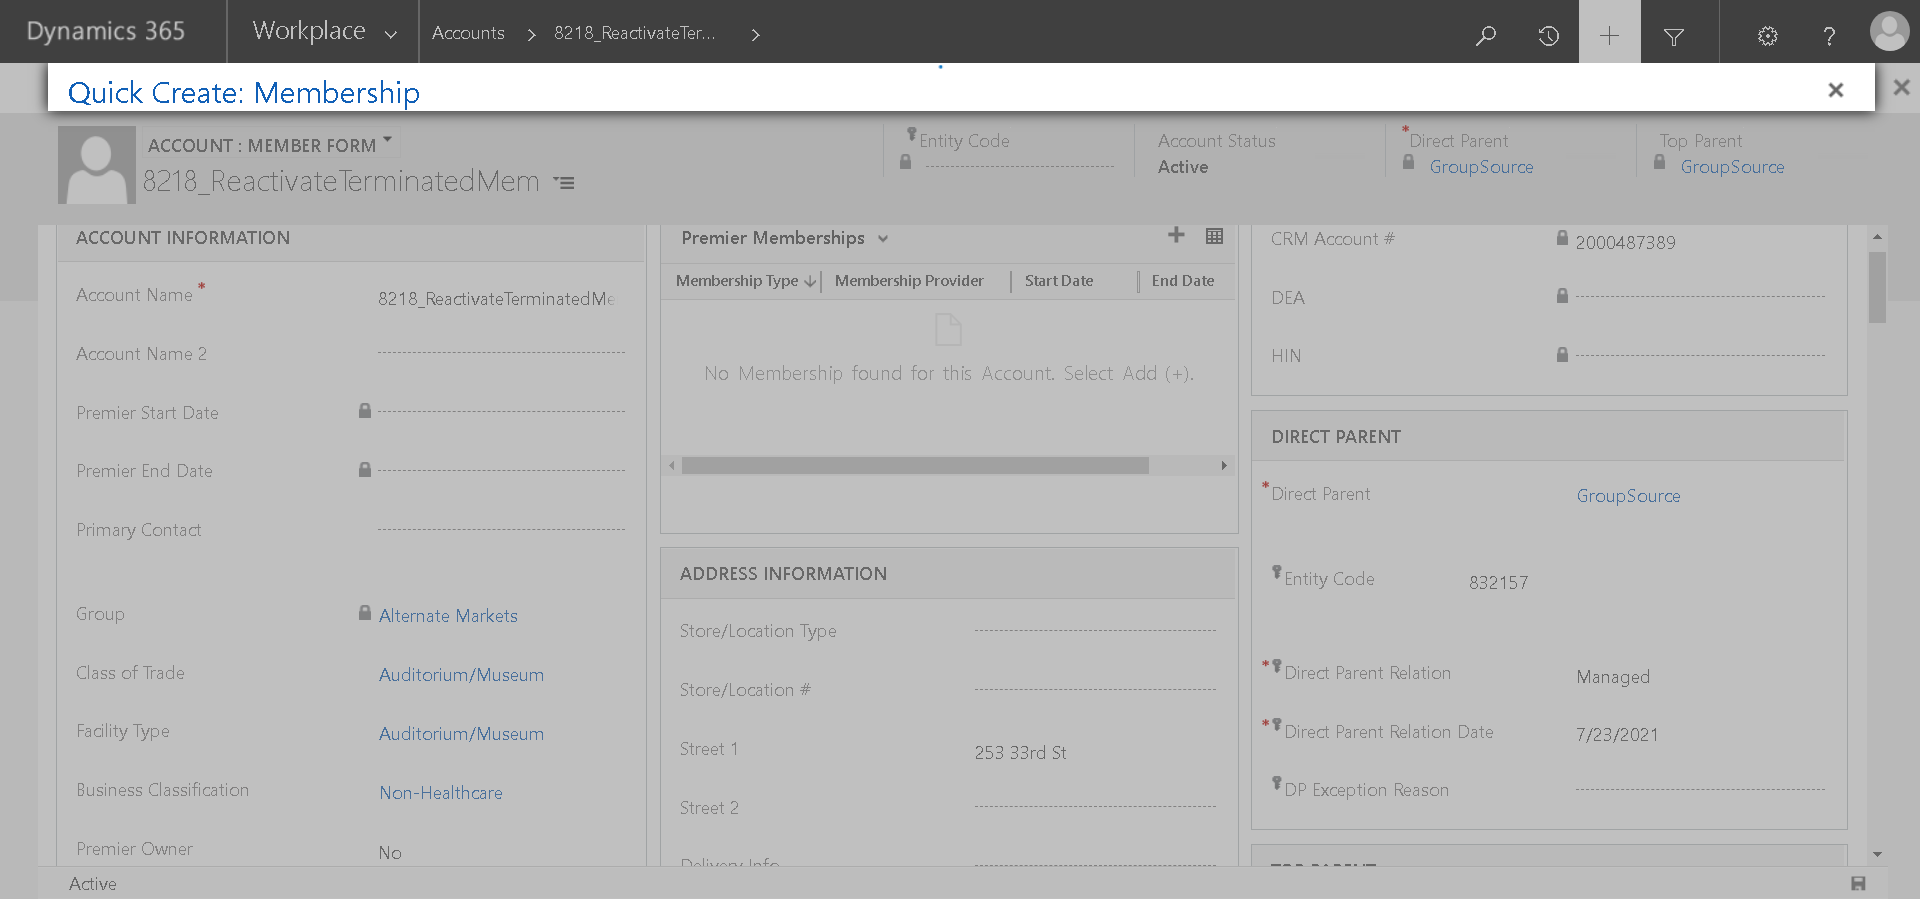 Dynamics 365
Workplace
Accounts
8218_ReactivateTer...
Quick Create: Membership
ACCOUNT : MEMBER FORM
8218_ReactivateTerminatedMem
Entity Code
Account Status
Active
* Direct Parent
GroupSource
Top Parent
GroupSource
ACCOUNT INFORMATION
Account Name *
8218_ReactivateTerminatedMe
Account Name 2
Premier Start Date
Premier End Date
Primary Contact
Group
Alternate Markets
Class of Trade
Auditorium/Museum
Facility Type
Auditorium/Museum
Business Classification
Non-Healthcare
Premier Owner
No
Premier Memberships
Membership Type
Membership Provider
Start Date
End Date
No Membership found for this Account. Select Add (+).
ADDRESS INFORMATION
Store/Location Type
Store/Location #
Street 1
253 33rd St
Street 2
Delivery Info
CRM Account #
2000487389
DEA
HIN
DIRECT PARENT
* Direct Parent
GroupSource
Entity Code
832157
* Direct Parent Relation
Managed
* Direct Parent Relation Date
7/23/2021
DP Exception Reason
TOP PARENT
Active